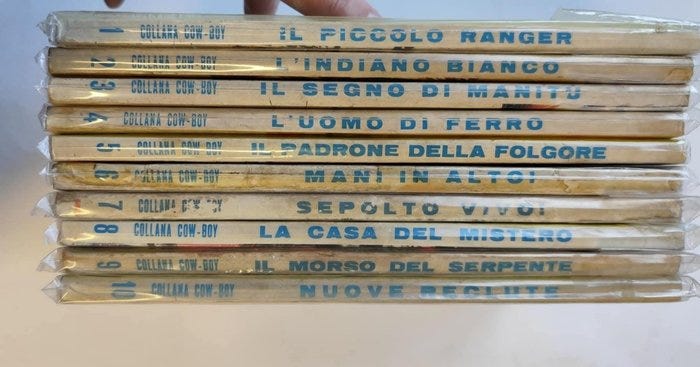 1 COLLANA COW-BOY IL PICCOLO RANGER
2 COLLANA COW-BOY L'INDIANO BIANCO
3 COLLANA COW-BOY IL SEGNO DI MANITU
4 COLLANA COW-BOY L'UOMO DI FERRO
5 COLLANA COW-BOY IL PADRONE DELLA FOLGORE
6 COLLANA COW-BOY MANI IN ALTO!
7 COLLANA COW-BOY SEPOLTO VIVO!
8 COLLANA COW-BOY LA CASA DEL MISTERO
9 COLLANA COW-BOY IL MORSO DEL SERPENTE
10 COLLANA COW-BOY NUOVE RECLUTE